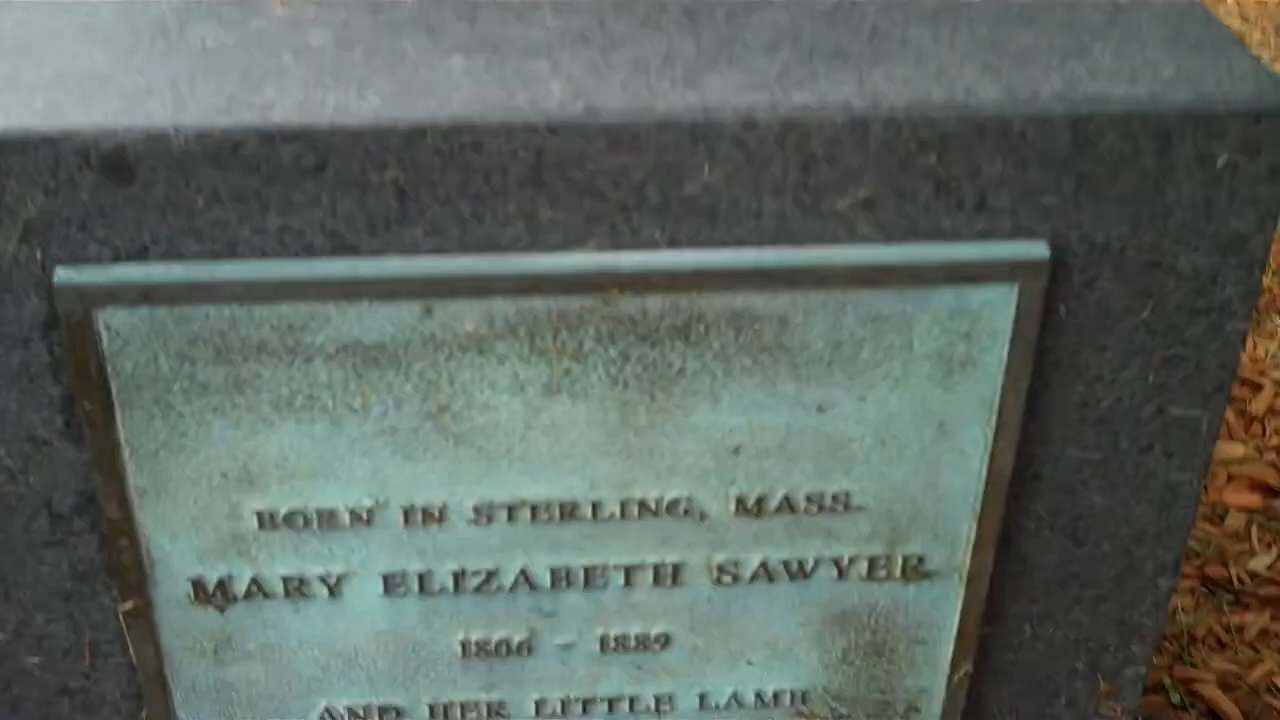 BORN IN STERLING, MASS.
MARY ELIZABETH SAWYER
1806 - 1889
AND HER LITTLE LAMB